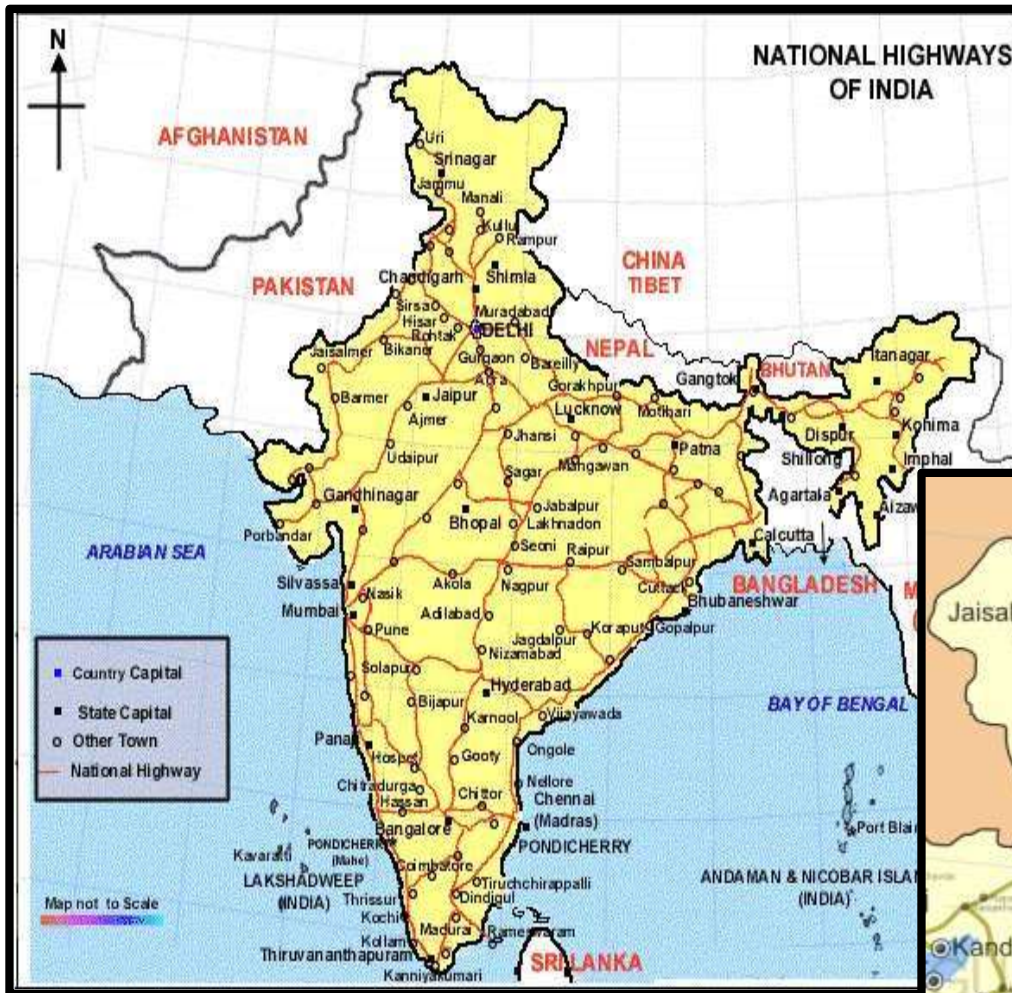 N
NATIONAL HIGHWAYS
OF INDIA
AFGHANISTAN
Uri
Srinagar
Jammu
Manali
Kullu
Rampur
CHINA
TIBET
PAKISTAN
Chandigarh
Shimla
Sirsa
Muradabad
Hisar
DELHI
Rohtak
Jaisalmer
Bikaner
Gurgaon
Bareilly
NEPAL
Itanagar
Agra
Gorakhpur
Gangtok
BHUTAN
Barmer
Jaipur
Lucknow
Motihari
Ajmer
Dispur
Kohima
Jhansi
Patna
Udaipur
Mangawan
Shillong
Imphal
Sagar
Gandhinagar
Jabalpur
Agartala
Aizaw
Bhopal
Lakhnadon
Porbandar
Calcutta
ARABIAN SEA
Seoni
Raipur
Sambalpur
Silvassa
Akola
Nagpur
Cuttack
BANGLADESH
Nasik
Bhubaneshwar
Mumbai
Adilabad
Jaisal
Pune
Jagdalpur
Koraput
Gopalpur
Nizamabad
Solapur
Country Capital
Hyderabad
State Capital
Bijapur
BAY OF BENGAL
Other Town
Karnool
Vijayawada
National Highway
Panaji
Hospet
Gooty
Ongole
Chitradurga
Nellore
Hassan
Chittor
Chennai
(Madras)
Bangalore
PONDICHERRY
Port Blair
PONDICHERRY
(Mahe)
Kavaratti
Coimbatore
LAKSHADWEEP
(INDIA)
Tiruchchirappalli
ANDAMAN & NICOBAR ISLAN
(INDIA)
Thrissur
Dindigul
Map not to Scale
Kochi
Madurai
Rameswaram
Kollam
Kand
Thiruvananthapuram
SRI LANKA
Kanniyakumari